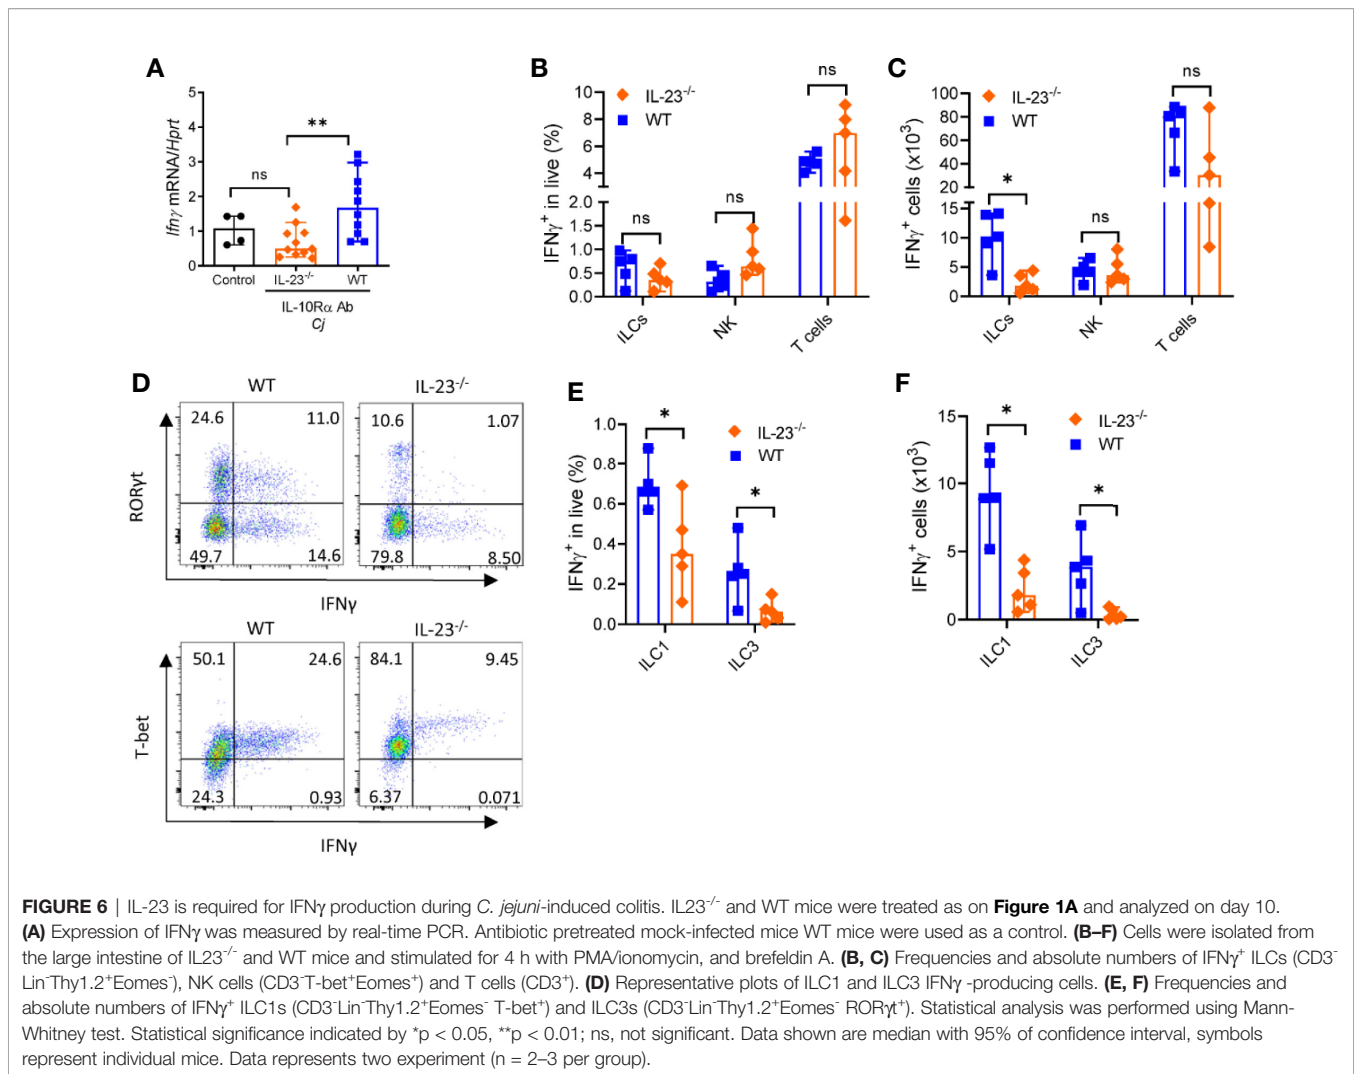 A
Ifnγ mRNA/Hprt
5
4
3
2
1
0
ns
**
Control
IL-23-/-
WT
IL-10Rα Ab
Cj
B
IFNγ+ in live (%)
10
8
6
4
2.0
1.5
1.0
0.5
0.0
IL-23-/-
WT
ns
ns
ns
ILCs
NK
T cells
C
IFNγ+ cells (x10³)
100
80
60
40
20
15
10
5
0
IL-23-/-
WT
*
ns
ns
ILCs
NK
T cells
D
WT
IL-23-/-
RORγt
24.6 11.0
49.7 14.6
10.6 1.07
79.8 8.50
IFNγ
WT
IL-23-/-
T-bet
50.1 24.6
24.3 0.93
84.1 9.45
6.37 0.071
IFNγ
E
IFNγ+ in live (%)
1.0
0.8
0.6
0.4
0.2
0.0
*
*
IL-23-/-
WT
ILC1
ILC3
F
IFNγ+ cells (x10³)
15
10
5
0
*
*
IL-23-/-
WT
ILC1
ILC3
FIGURE 6 | IL-23 is required for IFNγ production during C. jejuni-induced colitis. IL23-/- and WT mice were treated as on Figure 1A and analyzed on day 10.
(A) Expression of IFNγ was measured by real-time PCR. Antibiotic pretreated mock-infected mice WT mice were used as a control. (B–F) Cells were isolated from
the large intestine of IL23-/- and WT mice and stimulated for 4 h with PMA/ionomycin, and brefeldin A. (B, C) Frequencies and absolute numbers of IFNγ+ ILCs (CD3-
Lin-Thy1.2+Eomes-), NK cells (CD3-T-bet+Eomes+) and T cells (CD3+). (D) Representative plots of ILC1 and ILC3 IFNγ -producing cells. (E, F) Frequencies and
absolute numbers of IFNγ+ ILC1s (CD3-Lin-Thy1.2+Eomes- T-bet+) and ILC3s (CD3-Lin-Thy1.2+Eomes- RORγt+). Statistical analysis was performed using Mann-
Whitney test. Statistical significance indicated by *p < 0.05, **p < 0.01; ns, not significant. Data shown are median with 95% of confidence interval, symbols
represent individual mice. Data represents two experiment (n = 2–3 per group).